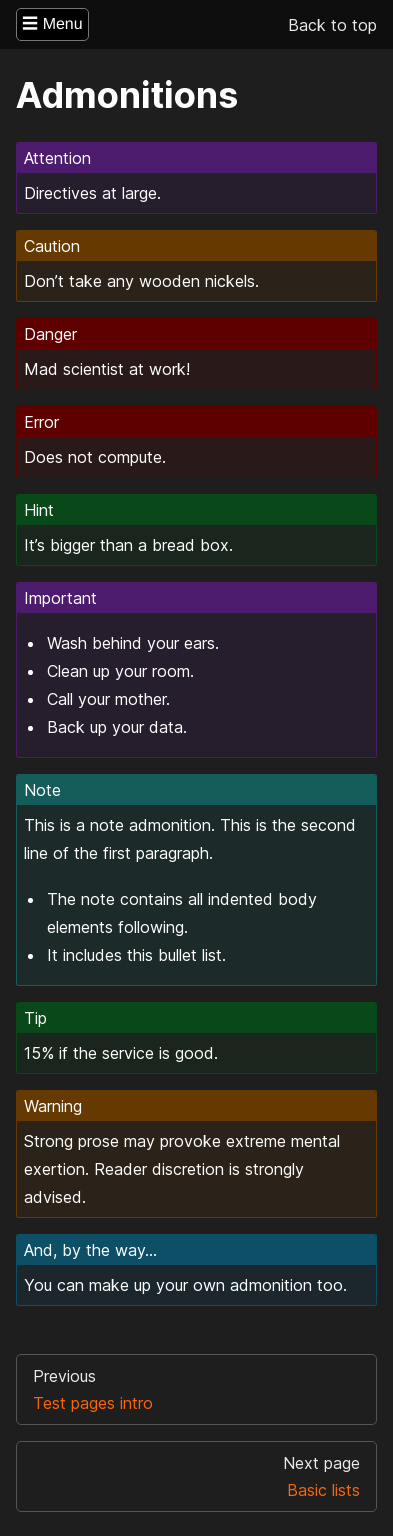 ☰ Menu
Back to top
Admonitions
Attention
Directives at large.
Caution
Don’t take any wooden nickels.
Danger
Mad scientist at work!
Error
Does not compute.
Hint
It’s bigger than a bread box.
Important
• Wash behind your ears.
• Clean up your room.
• Call your mother.
• Back up your data.
Note
This is a note admonition. This is the second
line of the first paragraph.
• The note contains all indented body
elements following.
• It includes this bullet list.
Tip
15% if the service is good.
Warning
Strong prose may provoke extreme mental
exertion. Reader discretion is strongly
advised.
And, by the way…
You can make up your own admonition too.
Previous
Test pages intro
Next page
Basic lists